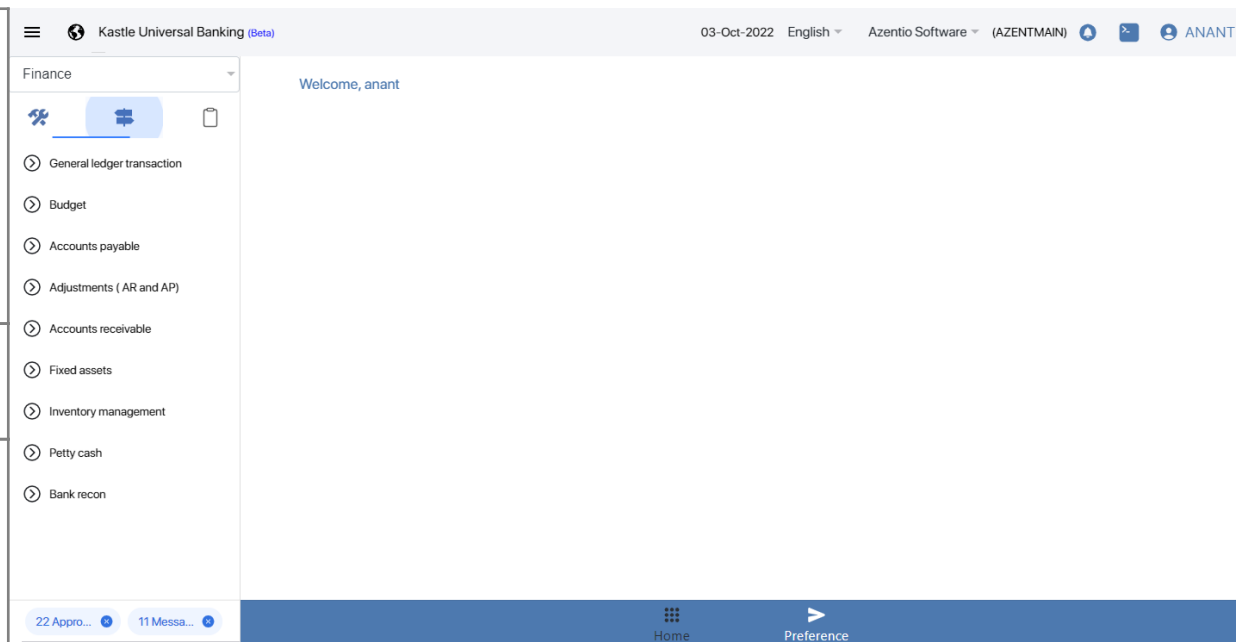 Kastle Universal Banking (Beta) 03-Oct-2022 English Azentio Software (AZENTMAIN) ANANT
Finance
Welcome, anant
General ledger transaction
Budget
Accounts payable
Adjustments ( AR and AP)
Accounts receivable
Fixed assets
Inventory management
Petty cash
Bank recon
22 Appro... 11 Messa...
Home Preference